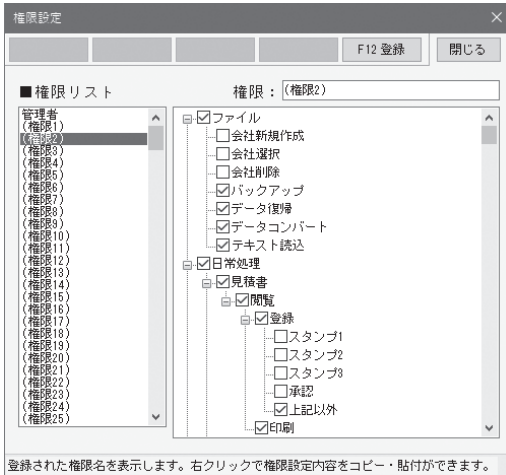 権限設定
F12 登録
閉じる
■権限リスト
権限：
(権限2)
管理者
(権限1)
(権限2)
(権限3)
(権限4)
(権限5)
(権限6)
(権限7)
(権限8)
(権限9)
(権限10)
(権限11)
(権限12)
(権限13)
(権限14)
(権限15)
(権限16)
(権限17)
(権限18)
(権限19)
(権限20)
(権限21)
(権限22)
(権限23)
(権限24)
(権限25)
ファイル
会社新規作成
会社選択
会社削除
バックアップ
データ復帰
データコンバート
テキスト読込
日常処理
見積書
閲覧
登録
スタンプ1
スタンプ2
スタンプ3
承認
上記以外
印刷
登録された権限名を表示します。右クリックで権限設定内容をコピー・貼付ができます。